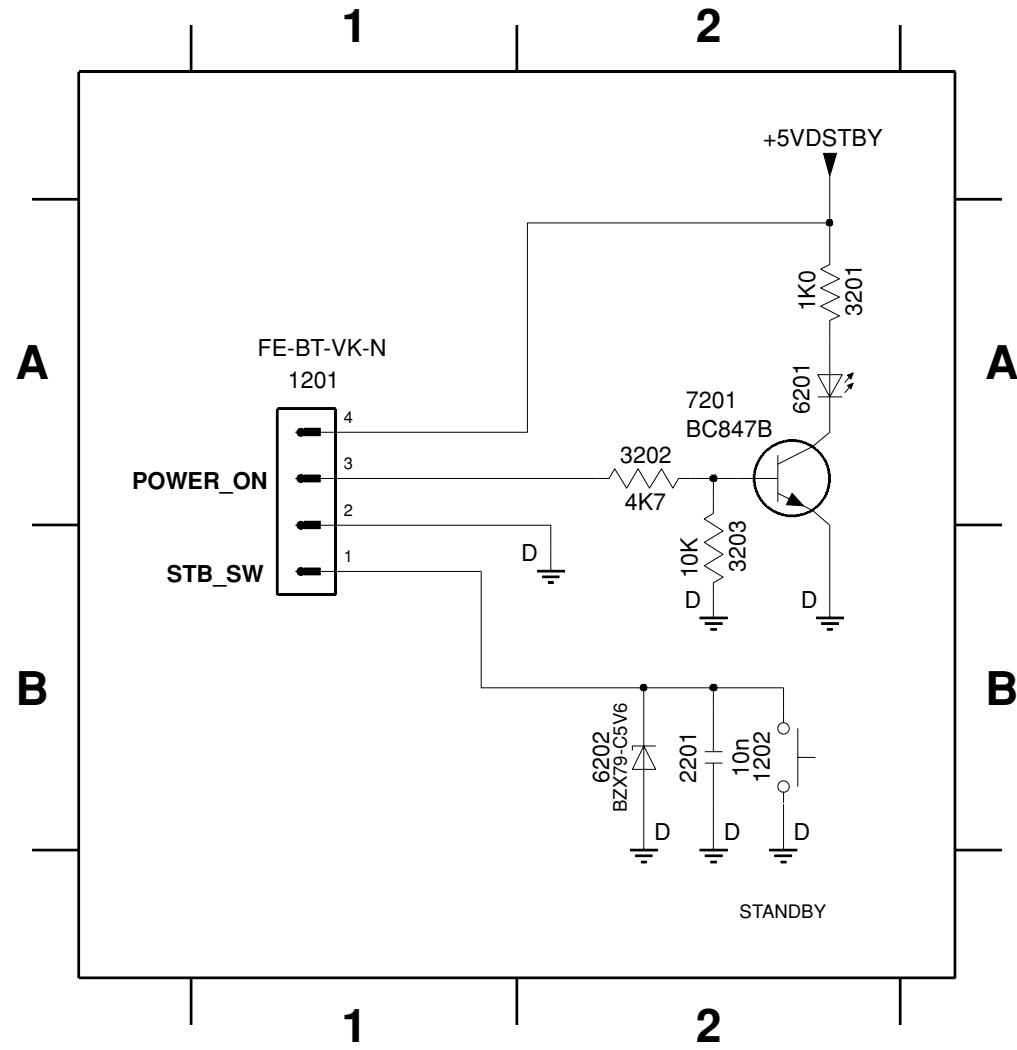 1 2
+5VDSTBY
1K0
3201
FE-BT-VK-N
1201
A A
6201
7201
BC847B
4
POWER_ON
3
3202
4K7
2
D
10K
3203
STB_SW
1
D
D
B B
6202
BZX79-C5V6
2201
10n
1202
D
D
D
STANDBY
1 2